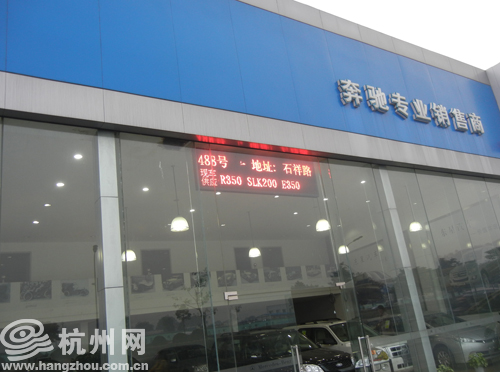 奔驰专业销售商
488号 - 地址: 石祥路
现车供应 R350 SLK200 E350
杭州网
www.hangzhou.com.cn